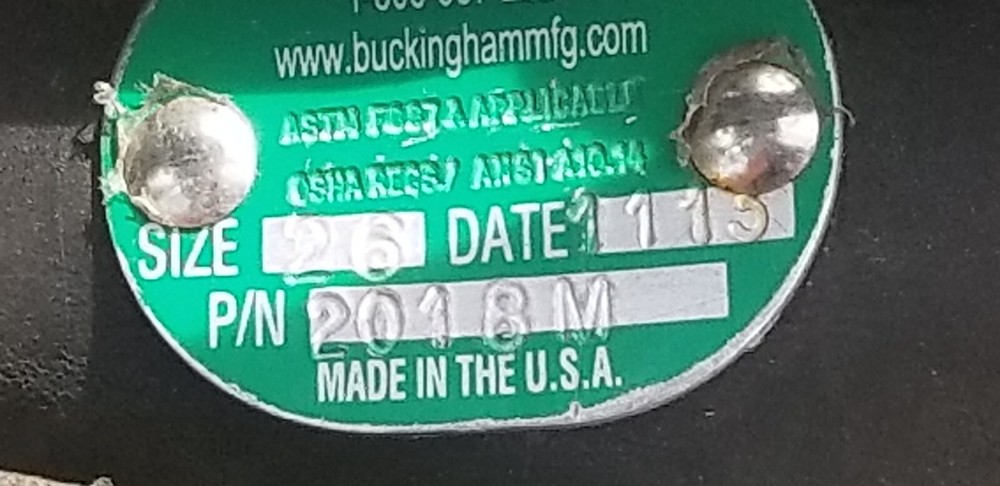 www.buckinghammfg.com
ASTM F887 & APPLICABLE
OSHA REGS/ ANSI-A10.14
SIZE 26 DATE 1115
P/N 2018M
MADE IN THE U.S.A.